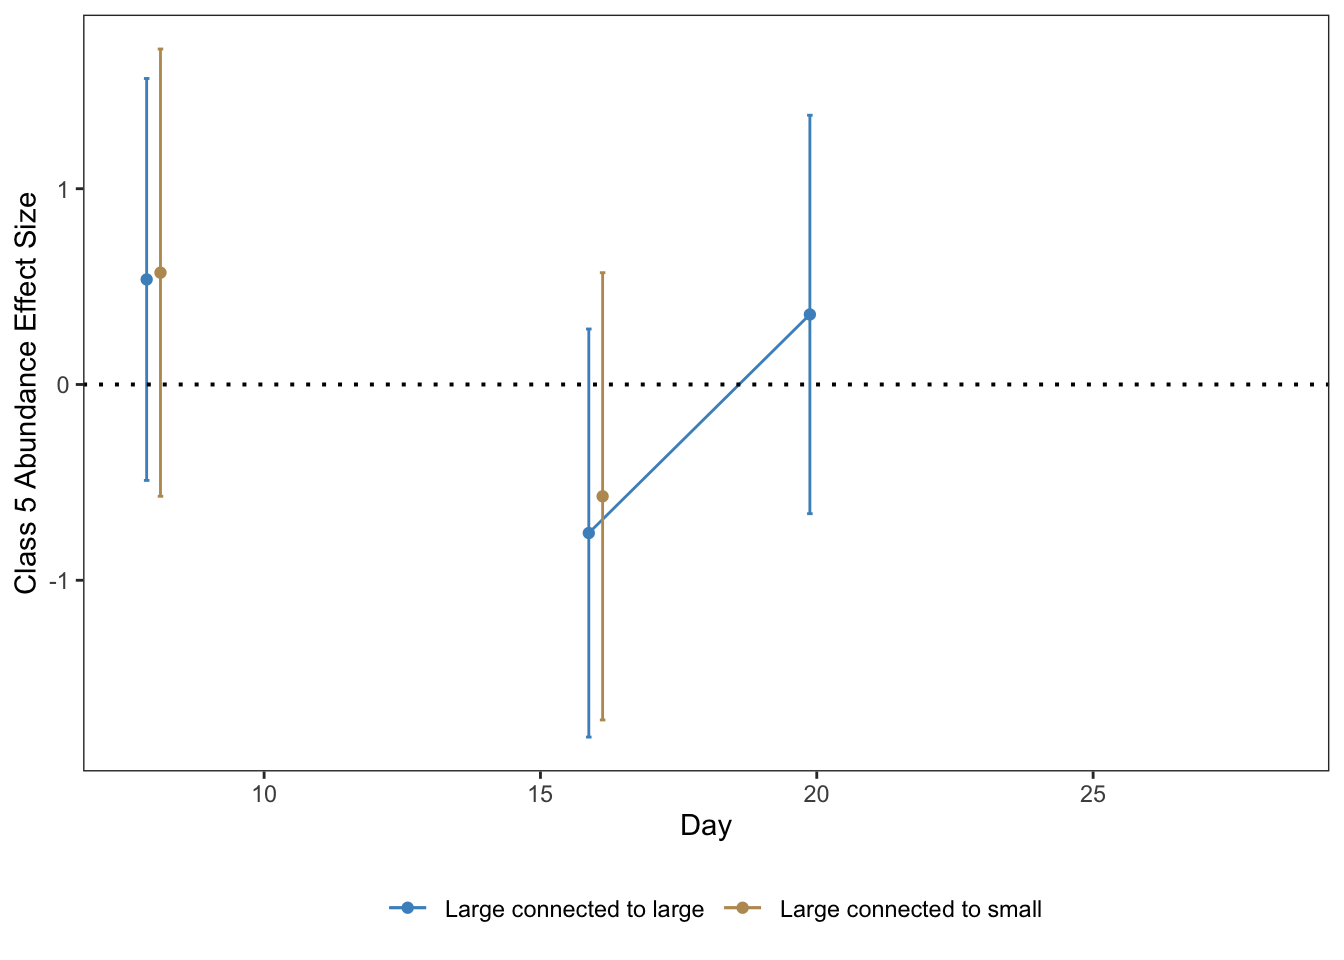 Class 5 Abundance Effect Size
1
0
-1
10 15 20 25
Day
Large connected to large Large connected to small